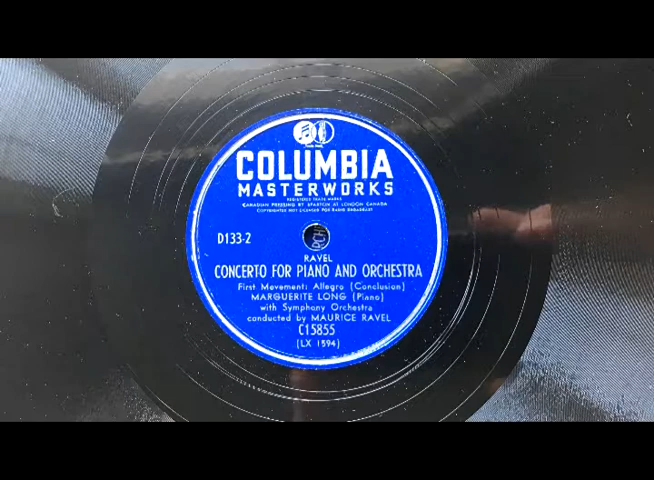 COLUMBIA
MASTERWORKS
REGISTERED TRADE MARKS
CANADIAN PRESSING BY SPARTON AT LONDON CANADA
COPYRIGHTED NOT LICENSED FOR RADIO BROADCAST
D133-2
RAVEL
CONCERTO FOR PIANO AND ORCHESTRA
First Movement: Allegro (Conclusion)
MARGUERITE LONG (Piano)
with Symphony Orchestra
conducted by MAURICE RAVEL
C15855
(LX 1594)